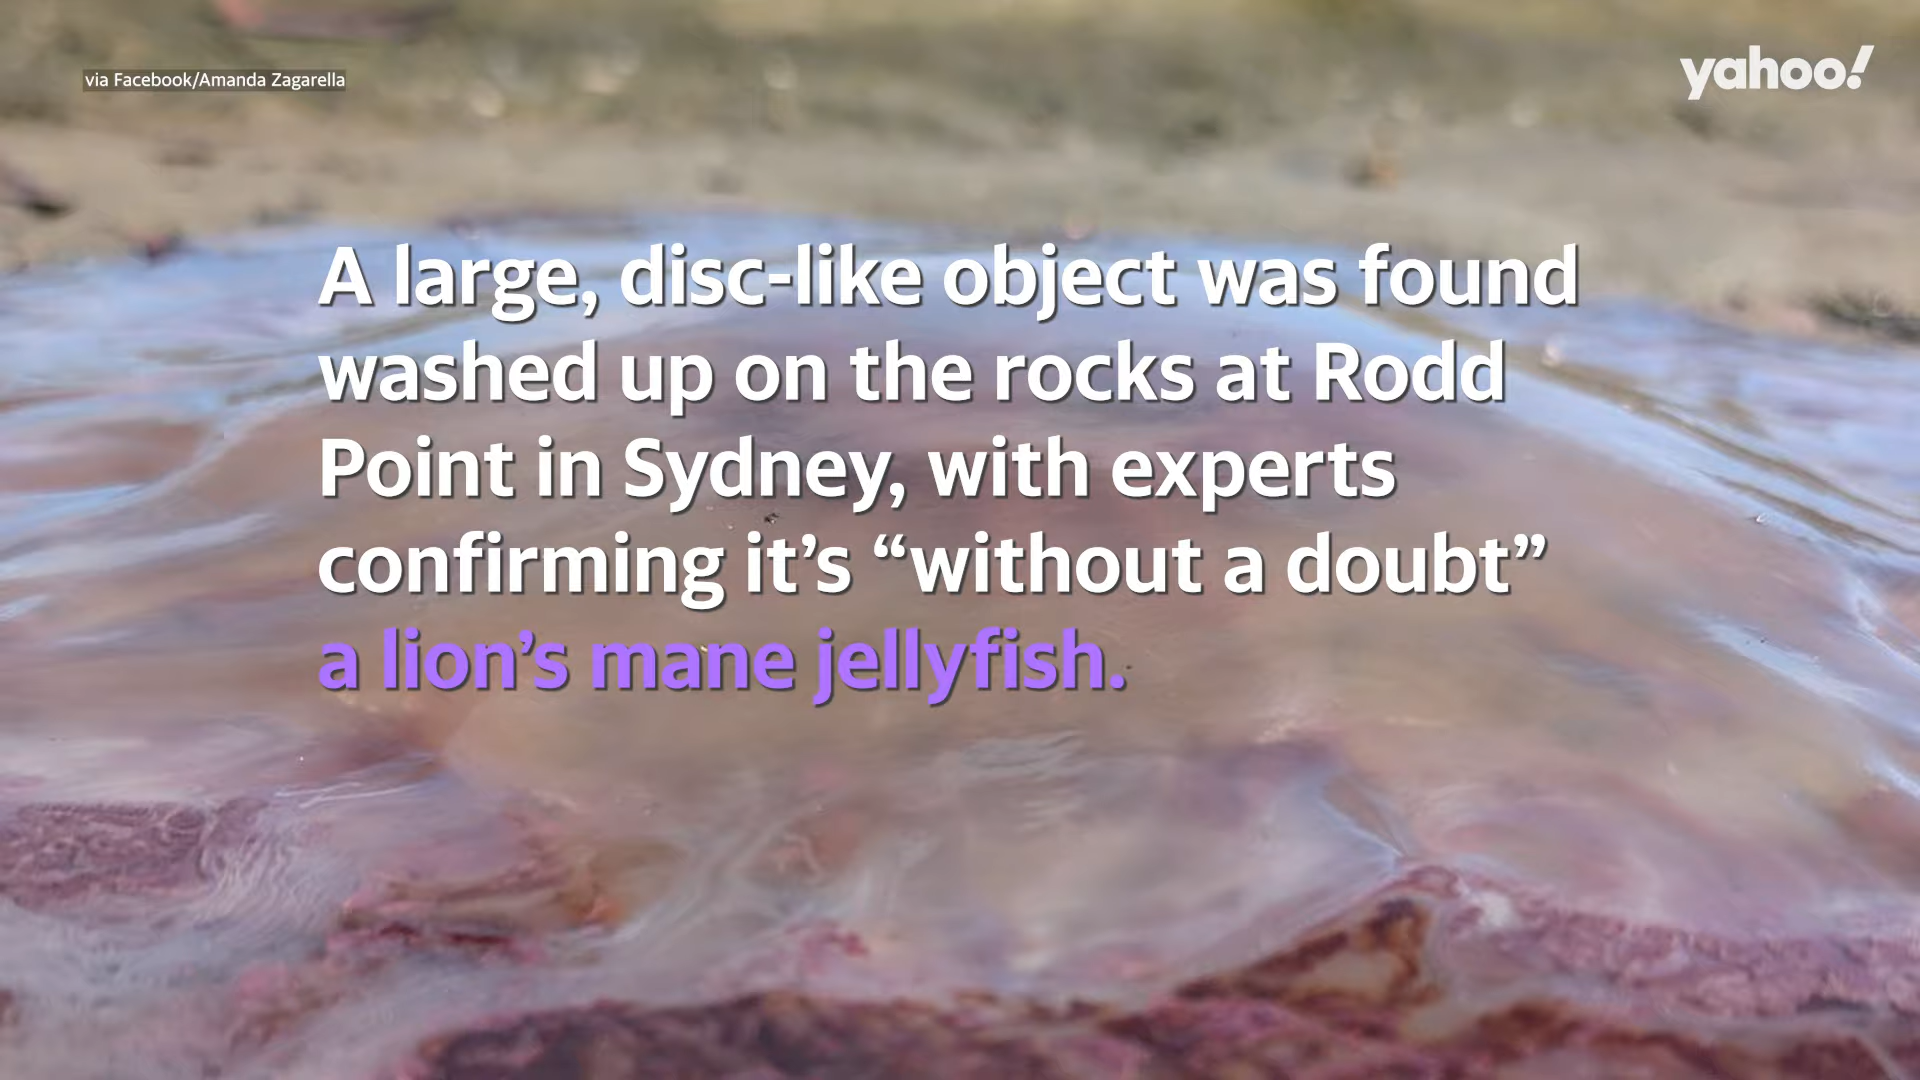 via Facebook/Amanda Zagarella
yahoo!
A large, disc-like object was found
washed up on the rocks at Rodd
Point in Sydney, with experts
confirming it’s “without a doubt”
a lion’s mane jellyfish.